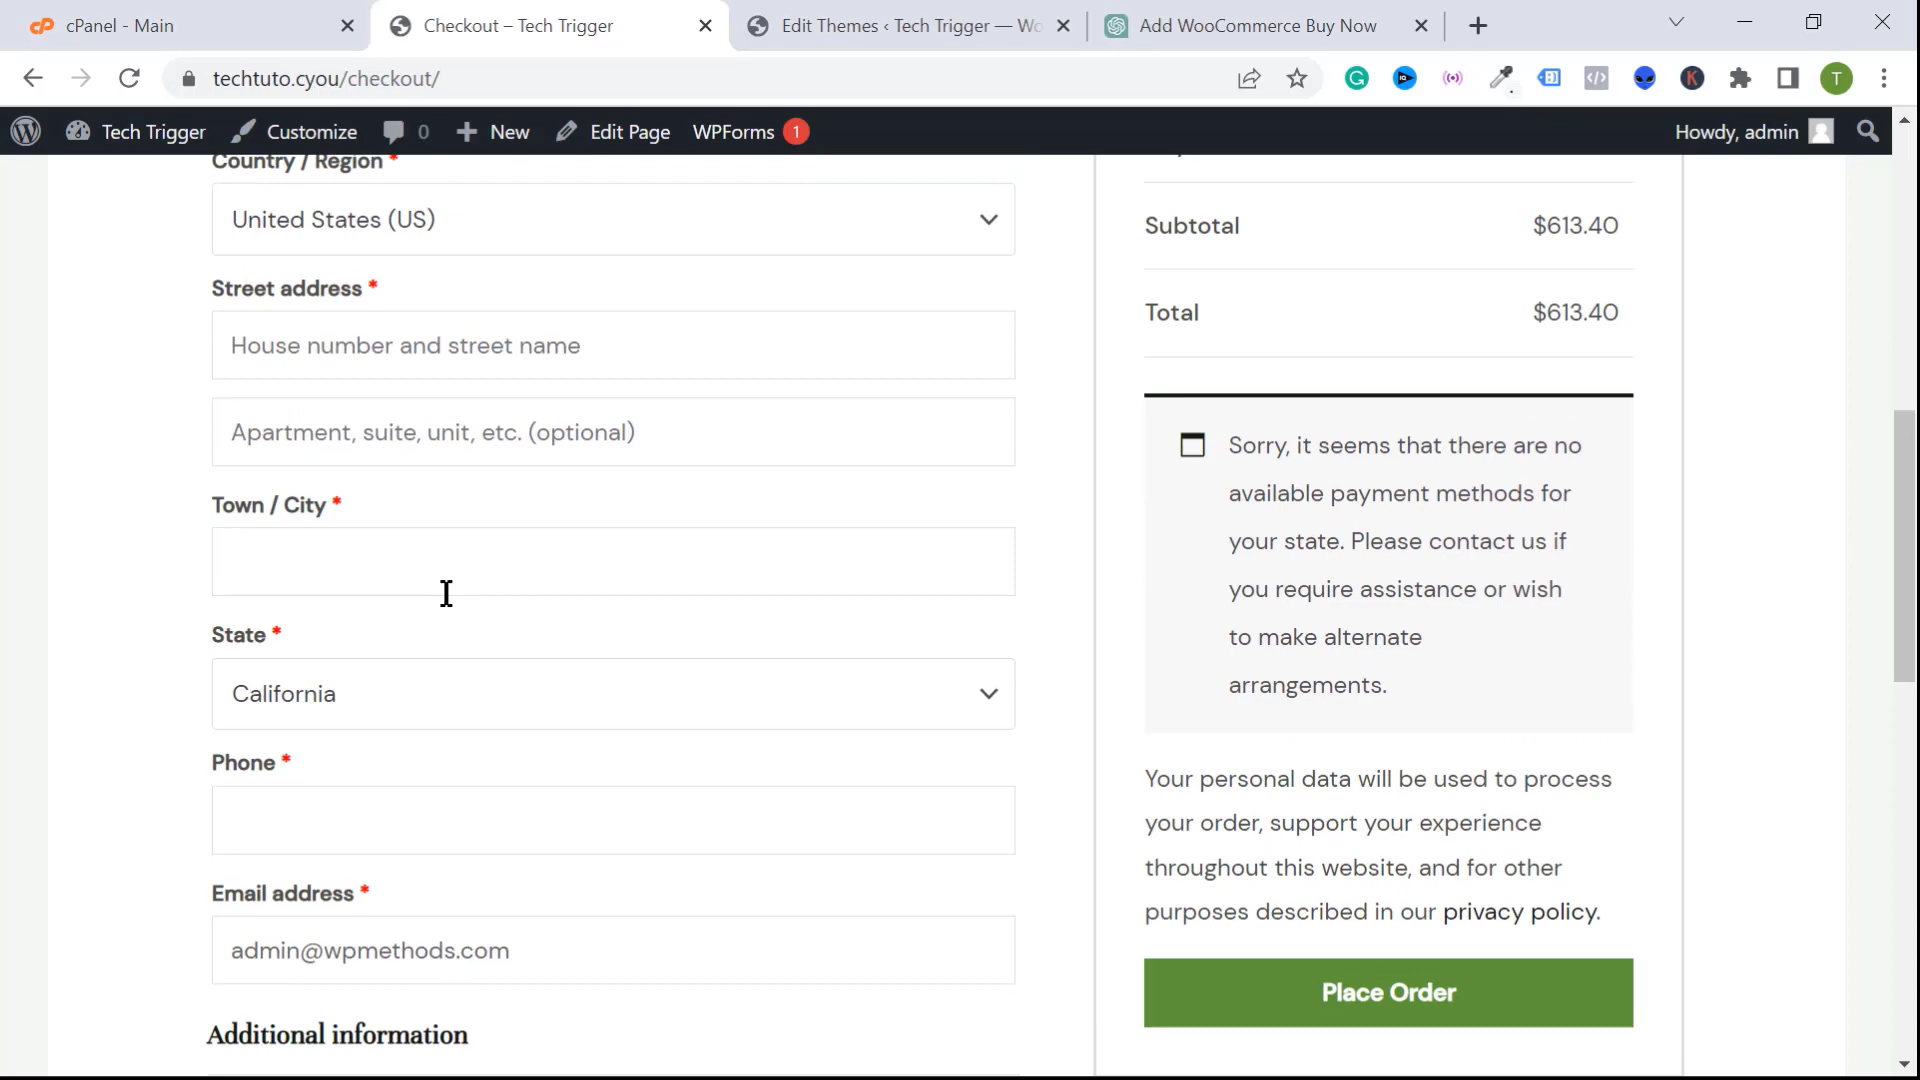 cPanel - Main
Checkout – Tech Trigger
Edit Themes ‹ Tech Trigger — Wo
Add WooCommerce Buy Now
techtuto.cyou/checkout/
T
Tech Trigger
Customize
0
New
Edit Page
WPForms 1
Howdy, admin
Country / Region *
United States (US)
Street address *
House number and street name
Apartment, suite, unit, etc. (optional)
Town / City *
State *
California
Phone *
Email address *
admin@wpmethods.com
Additional information
Subtotal $613.40
Total $613.40
Sorry, it seems that there are no
available payment methods for
your state. Please contact us if
you require assistance or wish
to make alternate
arrangements.
Your personal data will be used to process
your order, support your experience
throughout this website, and for other
purposes described in our privacy policy.
Place Order